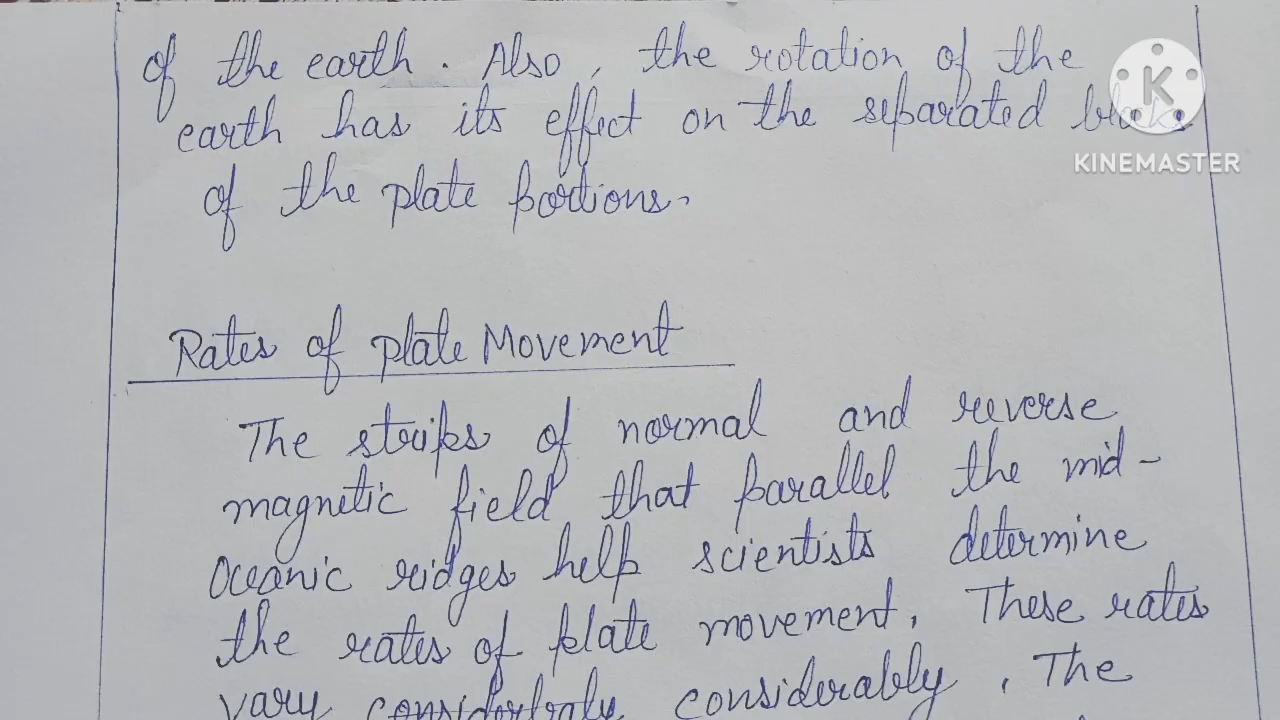 of the earth. Also, the rotation of the
earth has its effect on the separated
of the plate portions.
KINEMASTER
Rates of plate Movement
The strips of normal and reverse
magnetic field that parallel the mid-
Oceanic ridges help scientists determine
the rates of plate movement. These rates
vary considerably. The